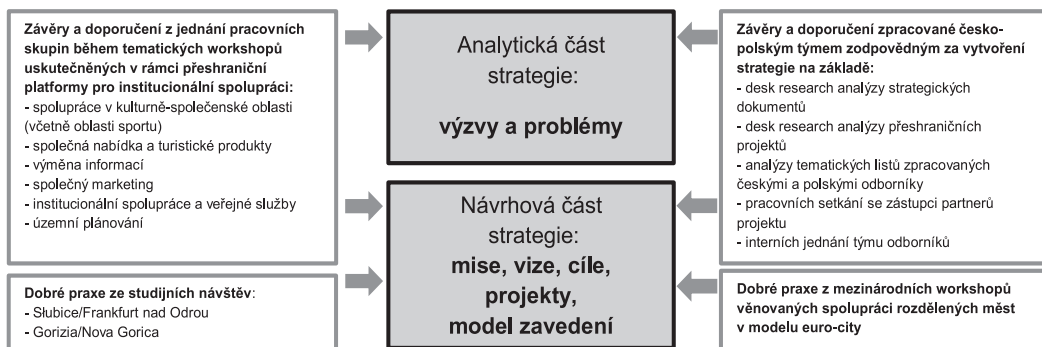 Závěry a doporučení z jednání pracovních
skupin během tematických workshopů
uskutečněných v rámci přeshraniční
platformy pro institucionální spolupráci:
- spolupráce v kulturně-společenské oblasti
(včetně oblasti sportu)
- společná nabídka a turistické produkty
- výměna informací
- společný marketing
- institucionální spolupráce a veřejné služby
- územní plánování
Dobré praxe ze studijních návštěv:
- Słubice/Frankfurt nad Odrou
- Gorizia/Nova Gorica
Analytická část
strategie:
výzvy a problémy
Návrhová část
strategie:
mise, vize, cíle,
projekty,
model zavedení
Závěry a doporučení zpracované česko-
polským týmem zodpovědným za vytvoření
strategie na základě:
- desk research analýzy strategických
dokumentů
- desk research analýzy přeshraničních
projektů
- analýzy tematických listů zpracovaných
českými a polskými odborníky
- pracovních setkání se zástupci partnerů
projektu
- interních jednání týmu odborníků
Dobré praxe z mezinárodních workshopů
věnovaných spolupráci rozdělených měst
v modelu euro-city